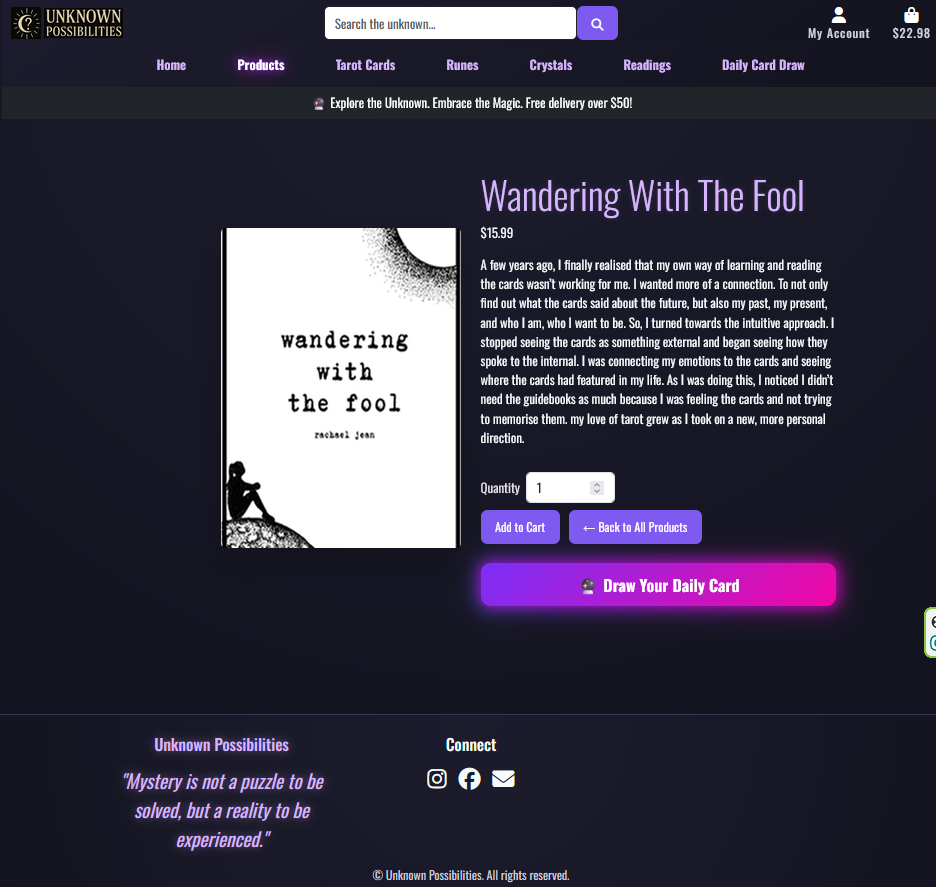 UNKNOWN
POSSIBILITIES
Search the unknown...
My Account
$22.98
Home
Products
Tarot Cards
Runes
Crystals
Readings
Daily Card Draw
🔮 Explore the Unknown. Embrace the Magic. Free delivery over $50!
Wandering With The Fool
$15.99
A few years ago, I finally realised that my own way of learning and reading
the cards wasn't working for me. I wanted more of a connection. To not only
find out what the cards said about the future, but also my past, my present,
and who I am, who I want to be. So, I turned towards the intuitive approach. I
stopped seeing the cards as something external and began seeing how they
spoke to the internal. I was connecting my emotions to the cards and seeing
where the cards had featured in my life. As I was doing this, I noticed I didn't
need the guidebooks as much because I was feeling the cards and not trying
to memorise them. my love of tarot grew as I took on a new, more personal
direction.
wandering
with
the fool
rachael jean
Quantity
1
Add to Cart
← Back to All Products
🔮 Draw Your Daily Card
Unknown Possibilities
"Mystery is not a puzzle to be
solved, but a reality to be
experienced."
Connect
© Unknown Possibilities. All rights reserved.